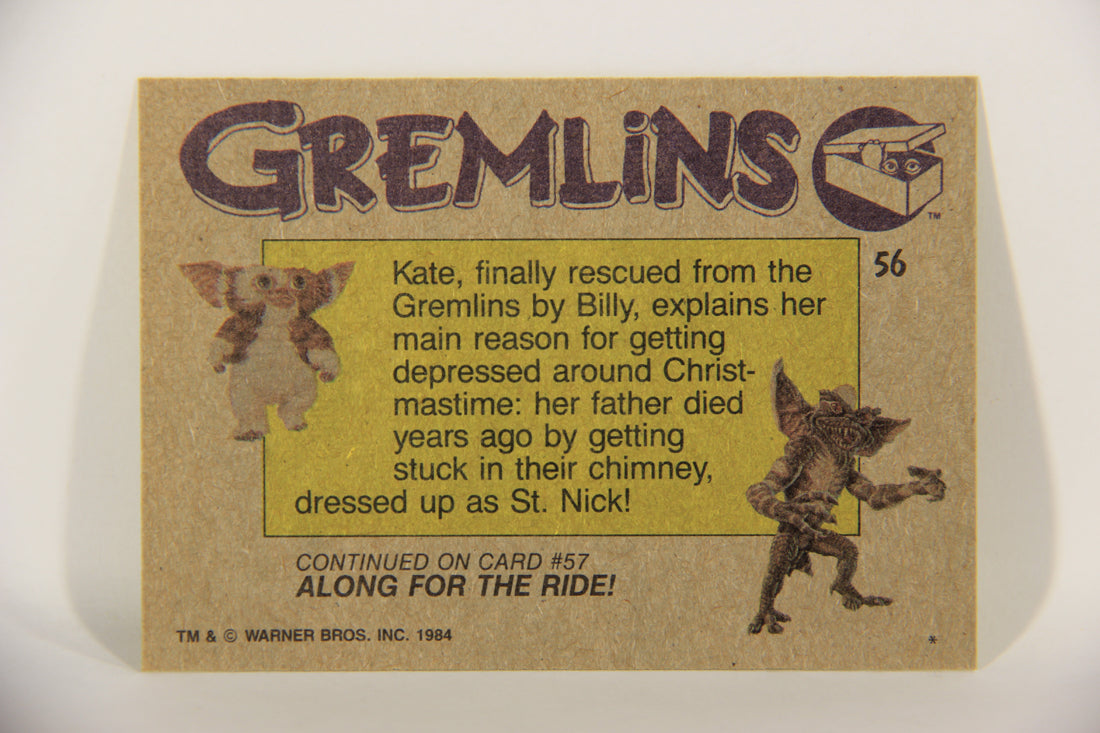 GREMLiNS
TM
56
Kate, finally rescued from the
Gremlins by Billy, explains her
main reason for getting
depressed around Christ-
mastime: her father died
years ago by getting
stuck in their chimney,
dressed up as St. Nick!
CONTINUED ON CARD #57
ALONG FOR THE RIDE!
TM & © WARNER BROS. INC. 1984
*